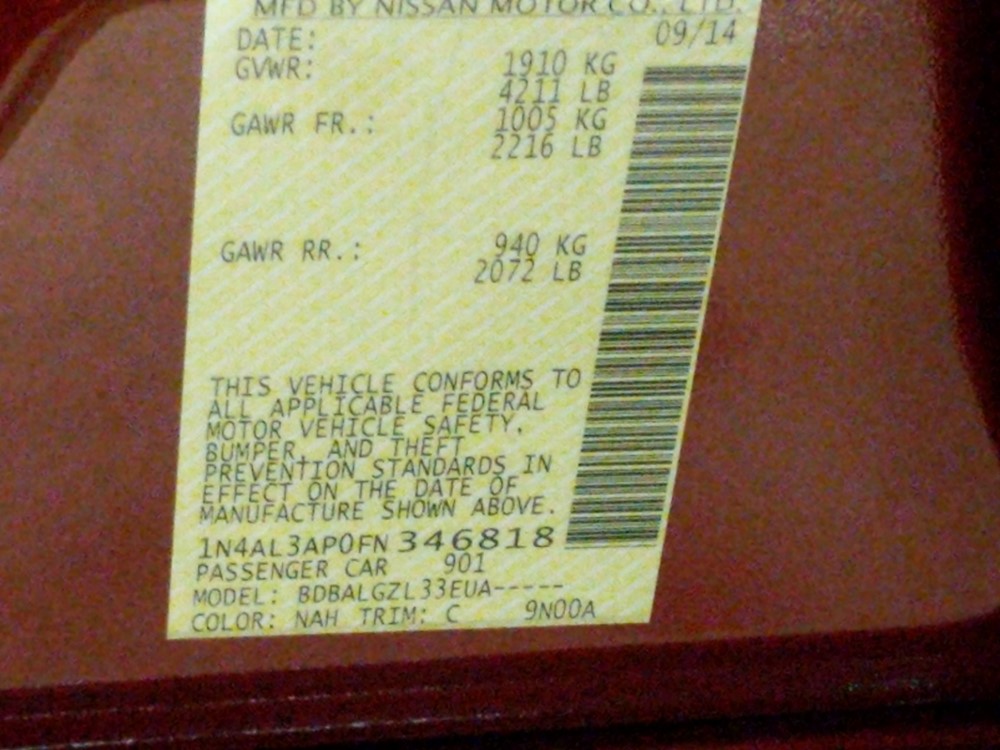 MFD BY NISSAN MOTOR CO., LTD.
DATE: 09/14
GVWR: 1910 KG
4211 LB
GAWR FR.: 1005 KG
2216 LB
GAWR RR.: 940 KG
2072 LB
THIS VEHICLE CONFORMS TO
ALL APPLICABLE FEDERAL
MOTOR VEHICLE SAFETY,
BUMPER, AND THEFT
PREVENTION STANDARDS IN
EFFECT ON THE DATE OF
MANUFACTURE SHOWN ABOVE.
1N4AL3AP0FN 346818
PASSENGER CAR 901
MODEL: BDBALGZL33EUA-----
COLOR: NAH TRIM: C 9N00A